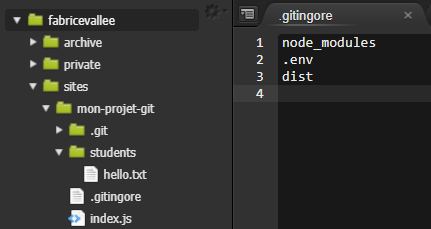 fabricevallee
archive
private
sites
mon-projet-git
.git
students
hello.txt
.gitingore
index.js
.gitingore
1 node_modules
2 .env
3 dist
4